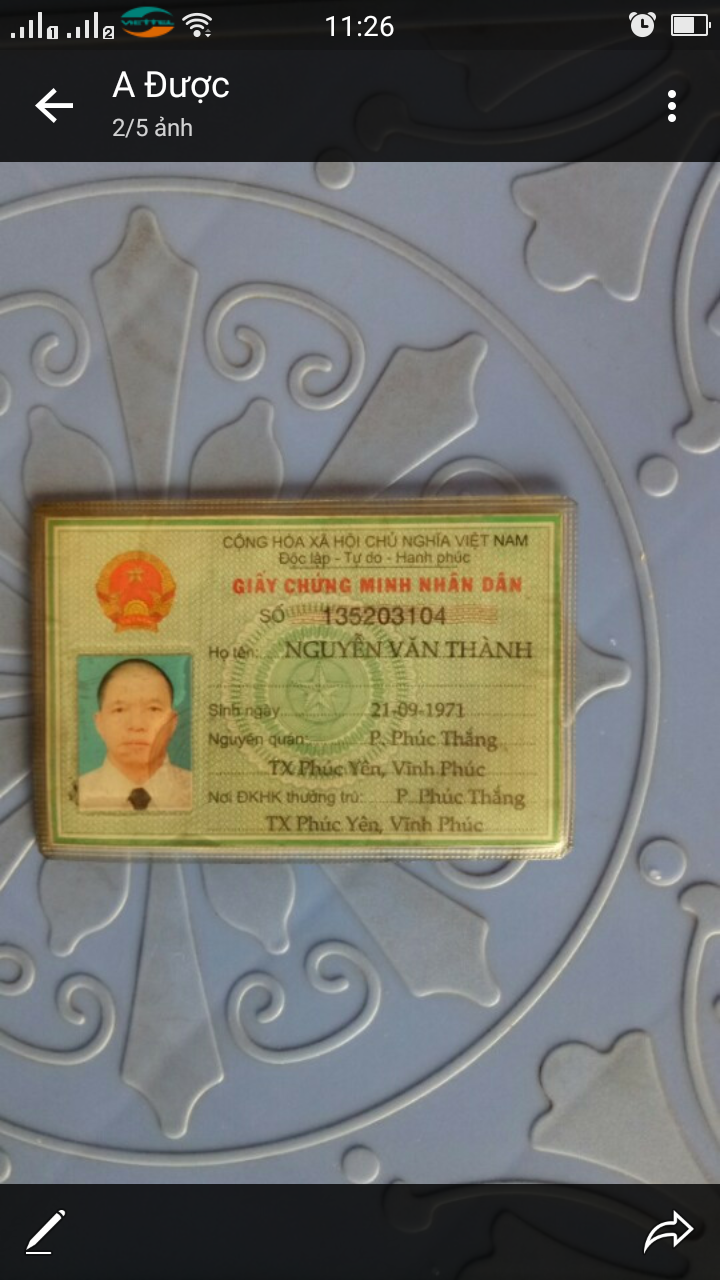 1 2 VIETTEL 11:26
A Được
2/5 ảnh
CỘNG HÒA XÃ HỘI CHỦ NGHĨA VIỆT NAM
Độc lập - Tự do - Hạnh phúc
GIẤY CHỨNG MINH NHÂN DÂN
SỐ 135203104
Họ tên: NGUYỄN VĂN THÀNH
Sinh ngày 21-09-1971
Nguyên quán: P. Phúc Thắng
TX Phúc Yên, Vĩnh Phúc
Nơi ĐKHK thường trú: P. Phúc Thắng
TX Phúc Yên, Vĩnh Phúc